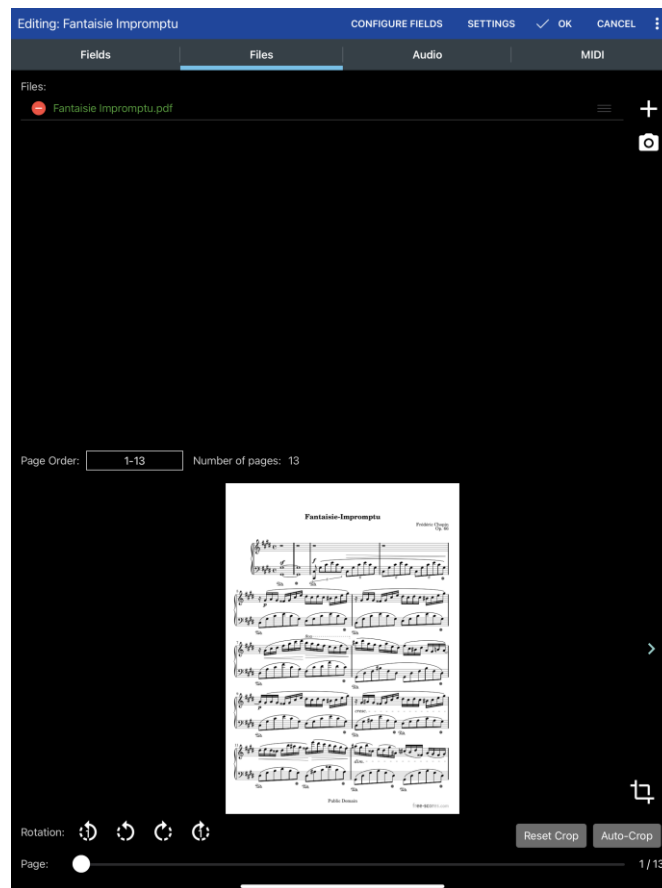 Editing: Fantaisie Impromptu CONFIGURE FIELDS SETTINGS OK CANCEL
Fields Files Audio MIDI
Files:
Fantaisie Impromptu.pdf
Page Order: 1-13 Number of pages: 13
Fantaisie-Impromptu
Frédéric Chopin
Op. 66
Public Domain
Rotation: Reset Crop Auto-Crop
Page: 1 / 13